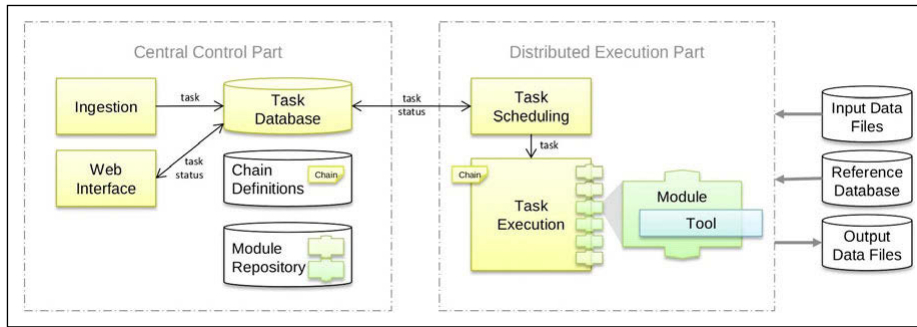 Central Control Part
Distributed Execution Part
Ingestion
task
Task
Database
task
status
Task
Scheduling
Input Data
Files
Web
Interface
task
status
Chain
Definitions
Chain
task
Chain
Task
Execution
Module
Tool
Reference
Database
Module
Repository
Output
Data Files